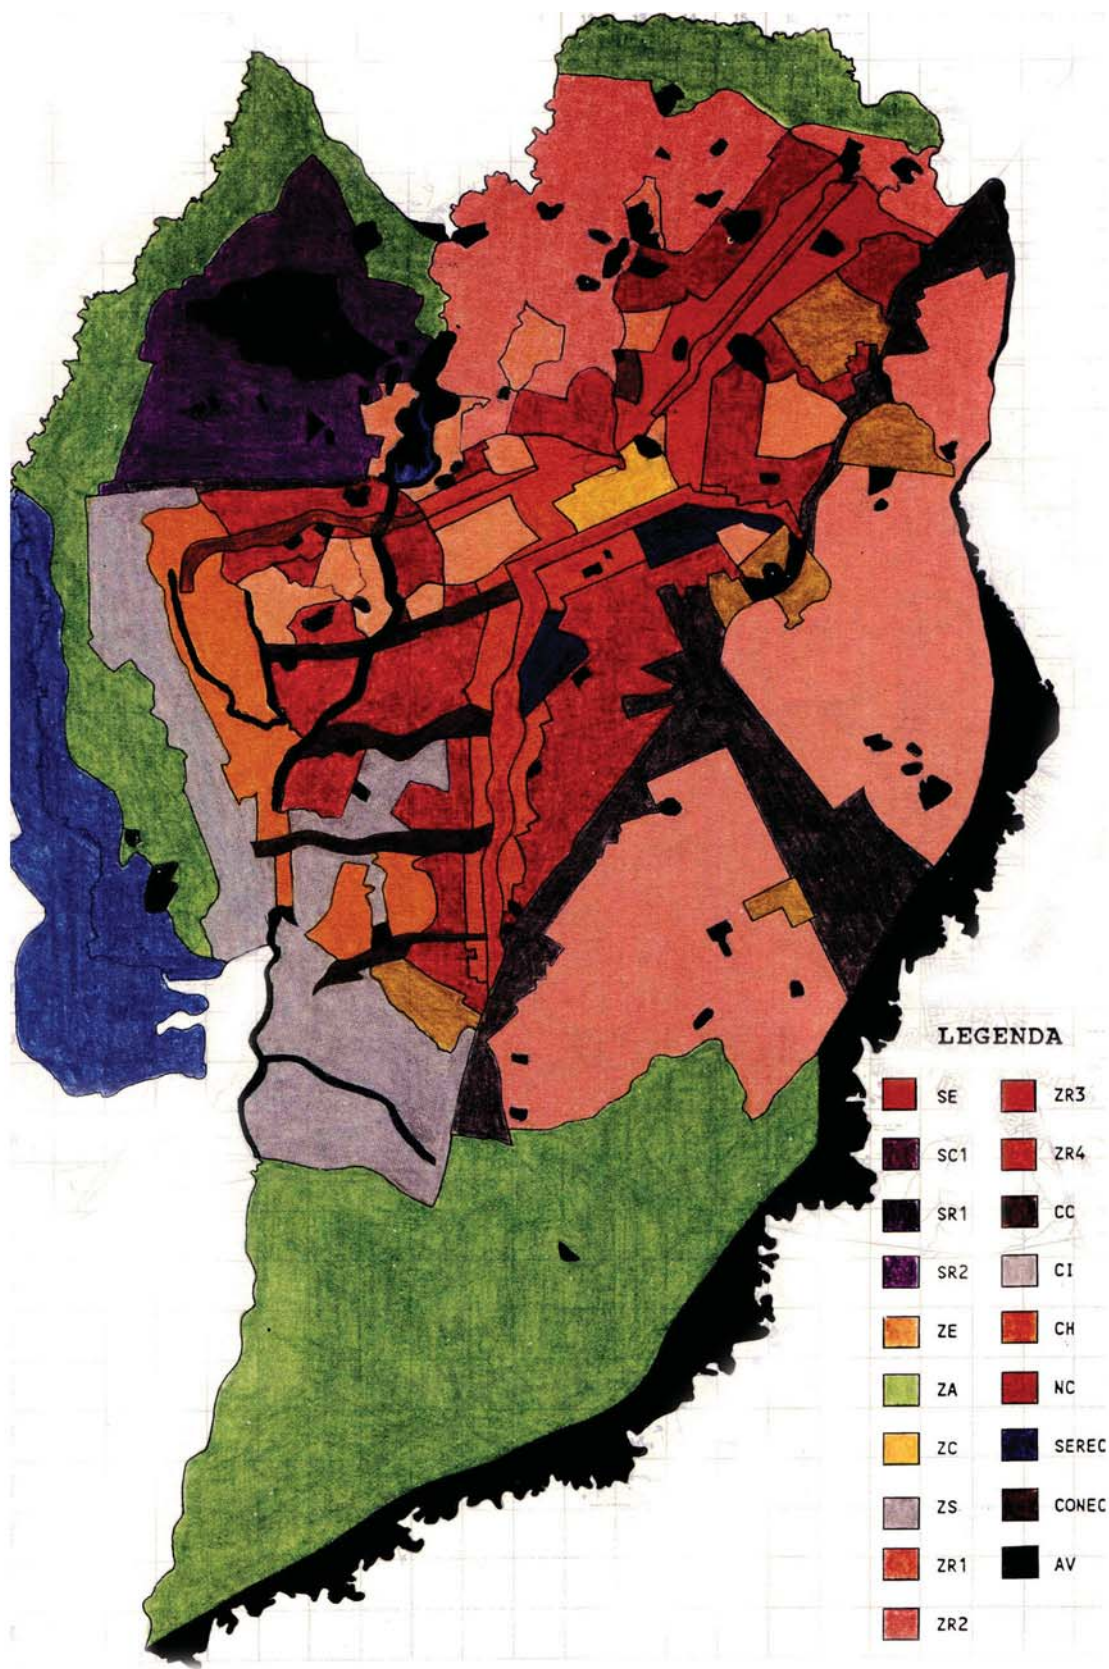 LEGENDA
SE
SC1
SR1
SR2
ZE
ZA
ZC
ZS
ZR1
ZR2
ZR3
ZR4
CC
CI
CH
NC
SEREC
CONEC
AV